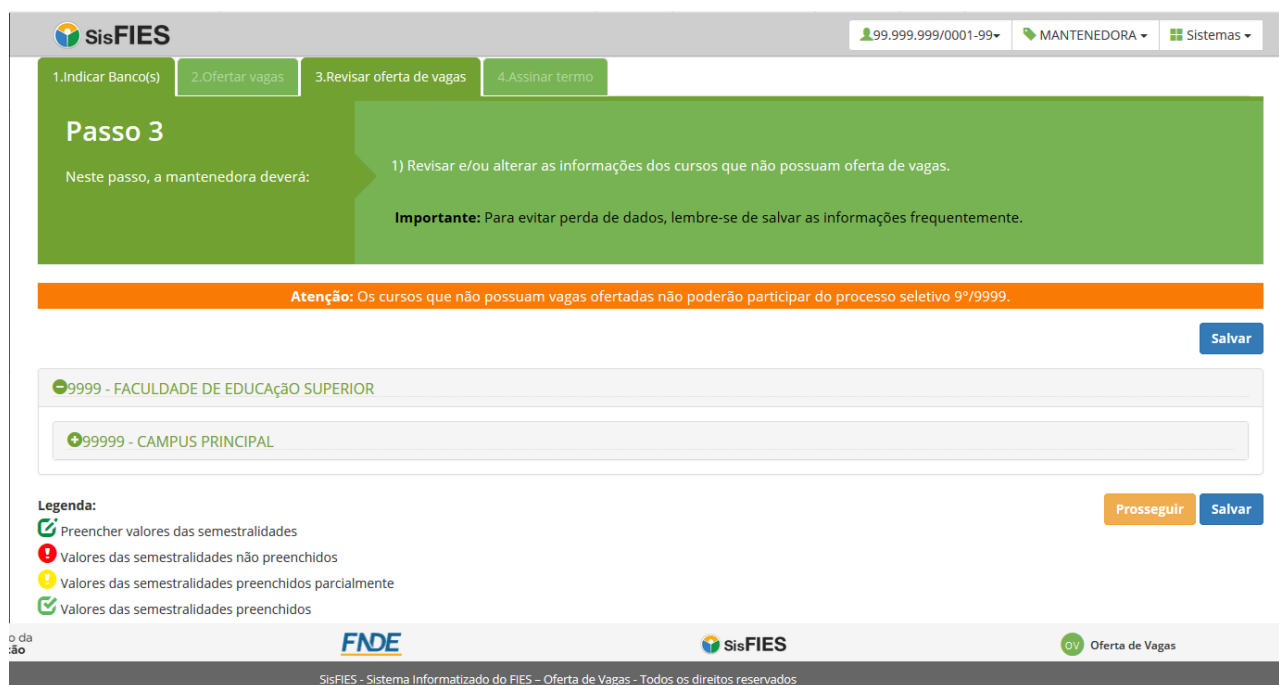 SisFIES
99.999.999/0001-99
MANTENEDORA
Sistemas
1.Indicar Banco(s)
2.Ofertar vagas
3.Revisar oferta de vagas
4.Assinar termo
Passo 3
Neste passo, a mantenedora deverá:
1) Revisar e/ou alterar as informações dos cursos que não possuam oferta de vagas.
Importante: Para evitar perda de dados, lembre-se de salvar as informações frequentemente.
Atenção: Os cursos que não possuam vagas ofertadas não poderão participar do processo seletivo 9º/9999.
Salvar
9999 - FACULDADE DE EDUCAçãO SUPERIOR
99999 - CAMPUS PRINCIPAL
Legenda:
Prosseguir
Salvar
Preencher valores das semestralidades
Valores das semestralidades não preenchidos
Valores das semestralidades preenchidos parcialmente
Valores das semestralidades preenchidos
o da
ção
FNDE
SisFIES
OV Oferta de Vagas
SisFIES - Sistema Informatizado do FIES – Oferta de Vagas - Todos os direitos reservados